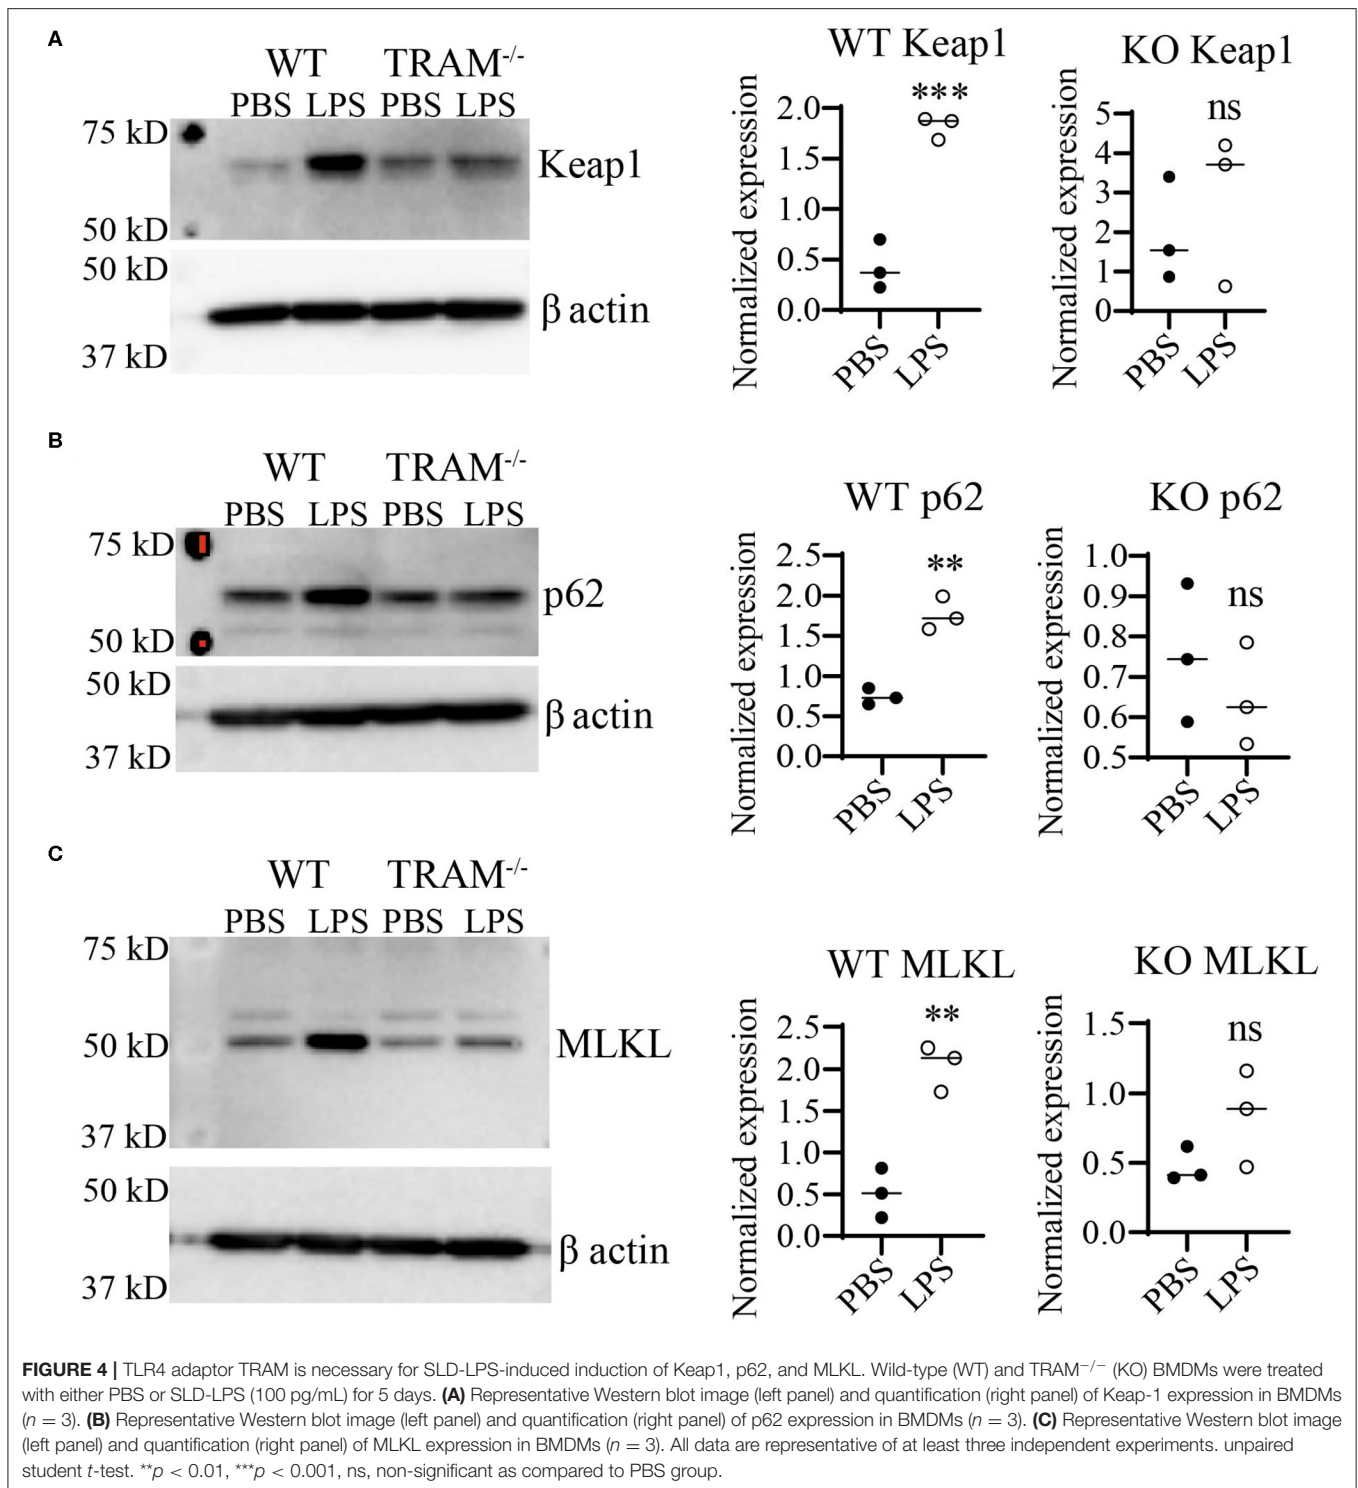 A
WT TRAM-/-
PBS LPS PBS LPS
75 kD
Keap1
50 kD
50 kD
β actin
37 kD
WT Keap1
***
Normalized expression
2.0
1.5
1.0
0.5
0.0
PBS LPS
KO Keap1
ns
Normalized expression
5
4
3
2
1
0
PBS LPS
B
WT TRAM-/-
PBS LPS PBS LPS
75 kD
p62
50 kD
50 kD
β actin
37 kD
WT p62
**
Normalized expression
2.5
2.0
1.5
1.0
0.5
0.0
PBS LPS
KO p62
ns
Normalized expression
1.0
0.9
0.8
0.7
0.6
0.5
PBS LPS
C
WT TRAM-/-
PBS LPS PBS LPS
75 kD
50 kD
MLKL
37 kD
50 kD
β actin
37 kD
WT MLKL
**
Normalized expression
2.5
2.0
1.5
1.0
0.5
0.0
PBS LPS
KO MLKL
ns
Normalized expression
1.5
1.0
0.5
0.0
PBS LPS
FIGURE 4 | TLR4 adaptor TRAM is necessary for SLD-LPS-induced induction of Keap1, p62, and MLKL. Wild-type (WT) and TRAM−/− (KO) BMDMs were treated
with either PBS or SLD-LPS (100 pg/mL) for 5 days. (A) Representative Western blot image (left panel) and quantification (right panel) of Keap-1 expression in BMDMs
(n = 3). (B) Representative Western blot image (left panel) and quantification (right panel) of p62 expression in BMDMs (n = 3). (C) Representative Western blot image
(left panel) and quantification (right panel) of MLKL expression in BMDMs (n = 3). All data are representative of at least three independent experiments. unpaired
student t-test. **p < 0.01, ***p < 0.001, ns, non-significant as compared to PBS group.